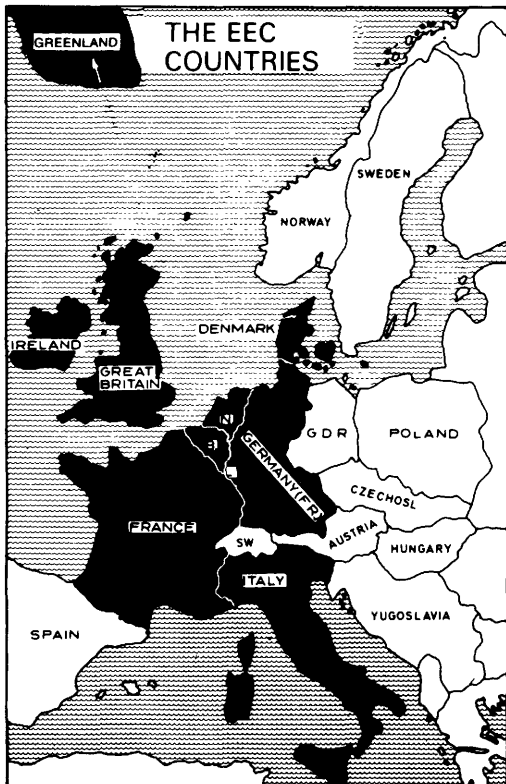 THE EEC
COUNTRIES
GREENLAND
SWEDEN
NORWAY
DENMARK
IRELAND
GREAT
BRITAIN
N
B
GERMANY (F R)
G D R
POLAND
CZECHOSL
FRANCE
SW
AUSTRIA
HUNGARY
ITALY
YUGOSLAVIA
SPAIN